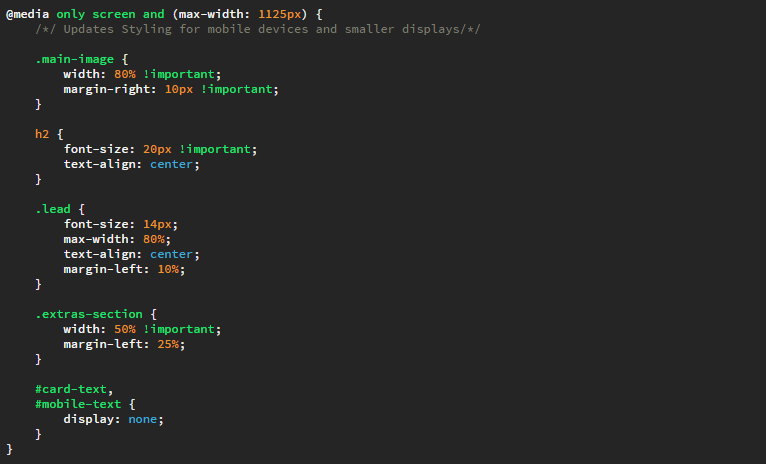 @media only screen and (max-width: 1125px) {
    /*/ Updates Styling for mobile devices and smaller displays/*/

    .main-image {
        width: 80% !important;
        margin-right: 10px !important;
    }

    h2 {
        font-size: 20px !important;
        text-align: center;
    }

    .lead {
        font-size: 14px;
        max-width: 80%;
        text-align: center;
        margin-left: 10%;
    }

    .extras-section {
        width: 50% !important;
        margin-left: 25%;
    }

    #card-text,
    #mobile-text {
        display: none;
    }
}